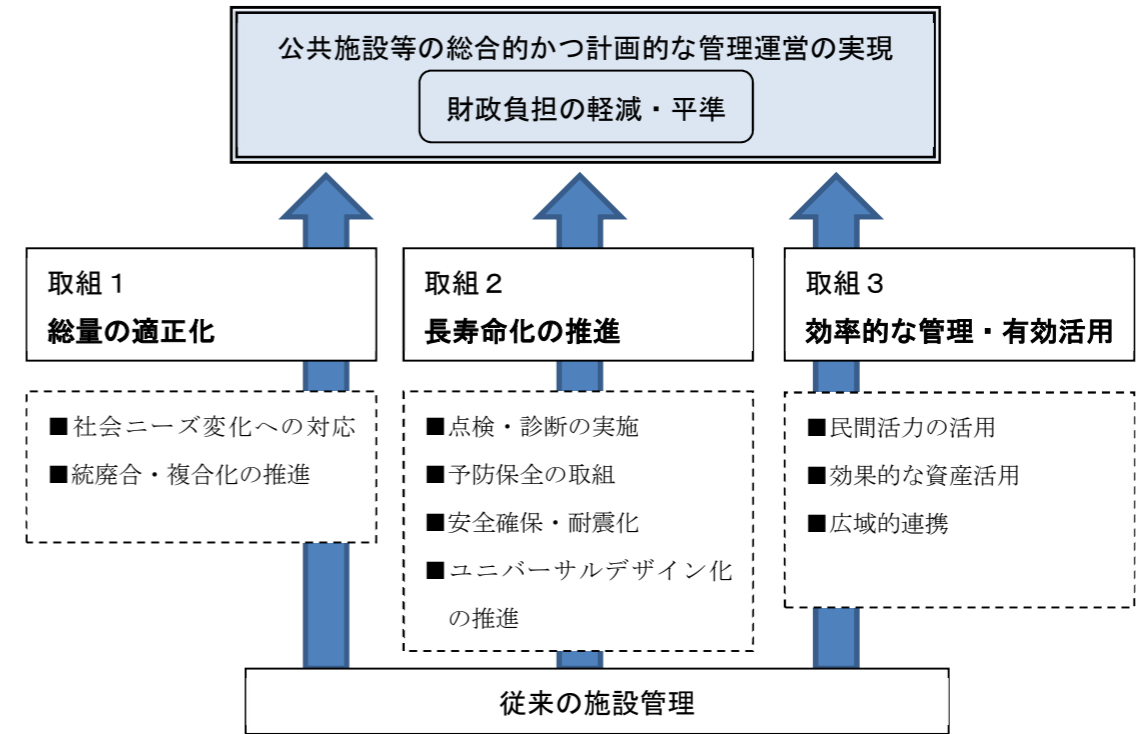 公共施設等の総合的かつ計画的な管理運営の実現
財政負担の軽減・平準
取組1
総量の適正化
■社会ニーズ変化への対応
■統廃合・複合化の推進
取組2
長寿命化の推進
■点検・診断の実施
■予防保全の取組
■安全確保・耐震化
■ユニバーサルデザイン化
の推進
取組3
効率的な管理・有効活用
■民間活力の活用
■効果的な資産活用
■広域的連携
従来の施設管理